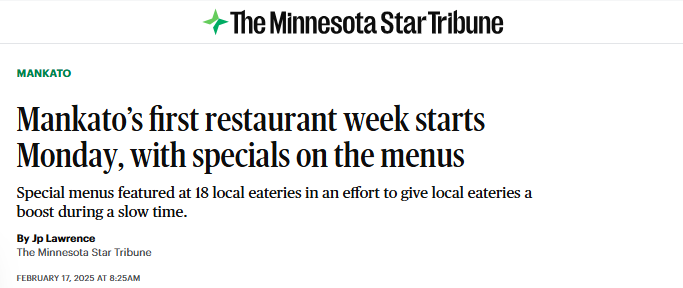 The Minnesota Star Tribune
MANKATO
Mankato’s first restaurant week starts
Monday, with specials on the menus
Special menus featured at 18 local eateries in an effort to give local eateries a
boost during a slow time.
By Jp Lawrence
The Minnesota Star Tribune
FEBRUARY 17, 2025 AT 8:25AM